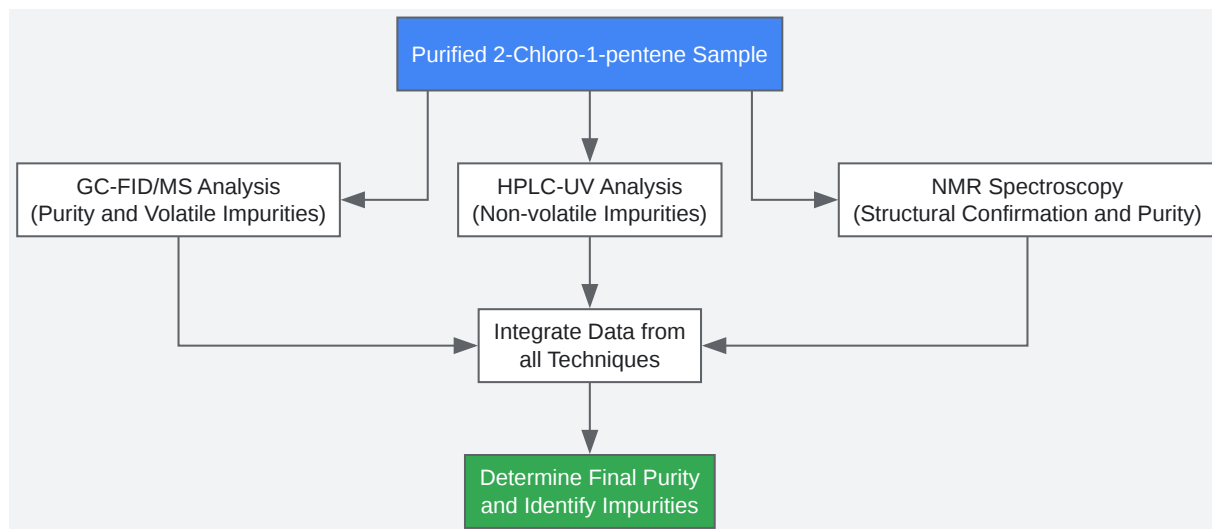 Purified 2-Chloro-1-pentene Sample
GC-FID/MS Analysis
(Purity and Volatile Impurities)
HPLC-UV Analysis
(Non-volatile Impurities)
NMR Spectroscopy
(Structural Confirmation and Purity)
Integrate Data from
all Techniques
Determine Final Purity
and Identify Impurities